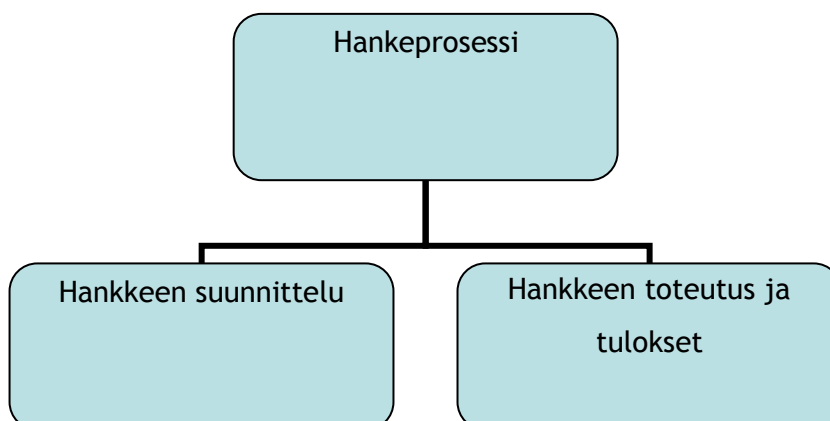 Hankeprosessi
Hankkeen suunnittelu
Hankkeen toteutus ja
tulokset